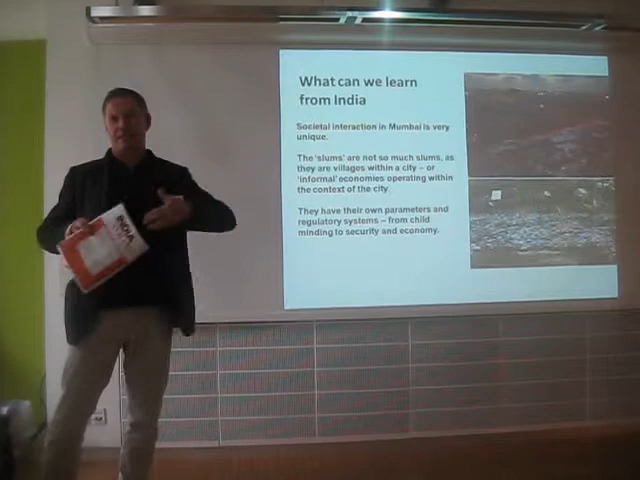 What can we learn
from India
Societal interaction in Mumbai is very
unique.
The 'slums' are not so much slums, as
they are villages within a city – or
'informal' economies operating within
the context of the city.
They have their own parameters and
regulatory systems – from child
minding to security and economy.
INDIA